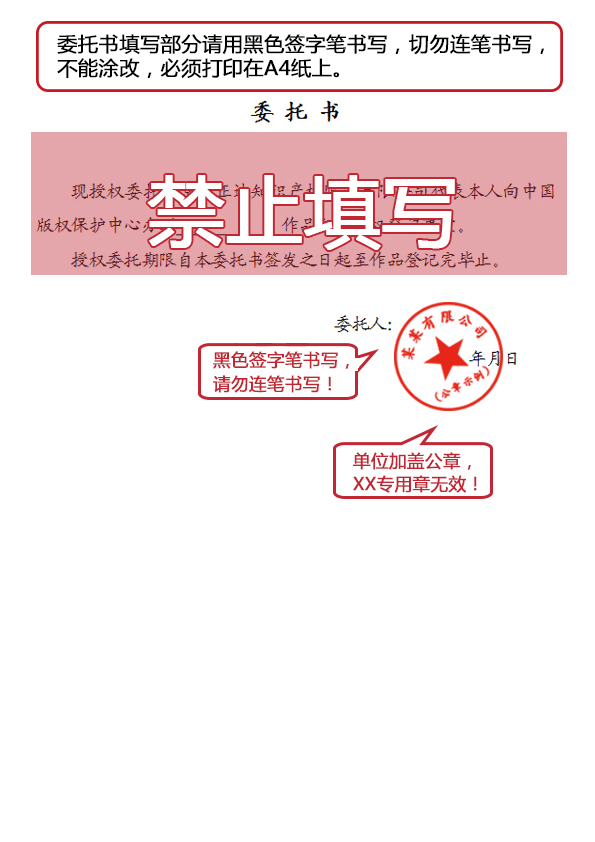 委托书填写部分请用黑色签字笔书写，切勿连笔书写，
不能涂改，必须打印在A4纸上。
委 托 书
禁止填写
现授权委托 知识产 代表本人向中国
版权保护中心办 作品 。
授权委托期限自本委托书签发之日起至作品登记完毕止。
委托人:
某某有限公司
（公章示例）
年月日
黑色签字笔书写，
请勿连笔书写！
单位加盖公章，
XX专用章无效！